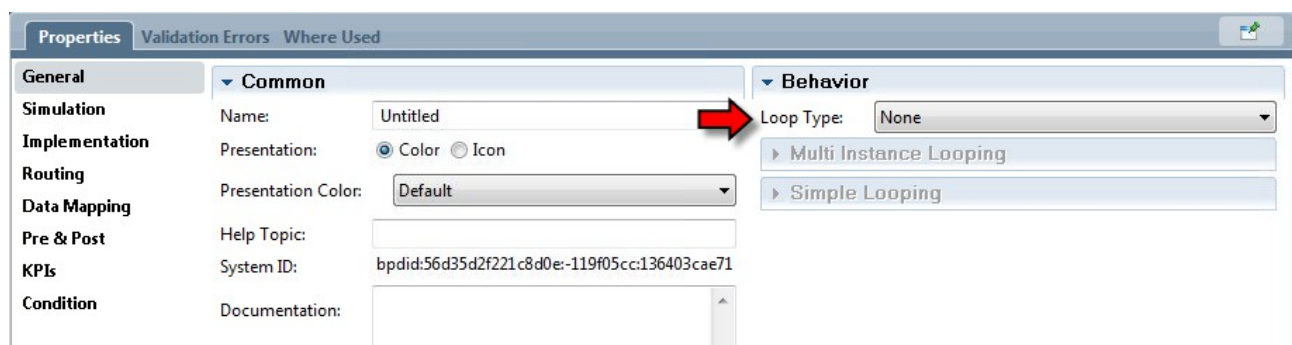 Properties Validation Errors Where Used
General
Simulation
Implementation
Routing
Data Mapping
Pre & Post
KPIs
Condition
Common
Name: Untitled
Presentation: Color Icon
Presentation Color: Default
Help Topic:
System ID: bpdid:56d35d2f221c8d0e:-119f05cc:136403cae71
Documentation:
Behavior
Loop Type: None
Multi Instance Looping
Simple Looping